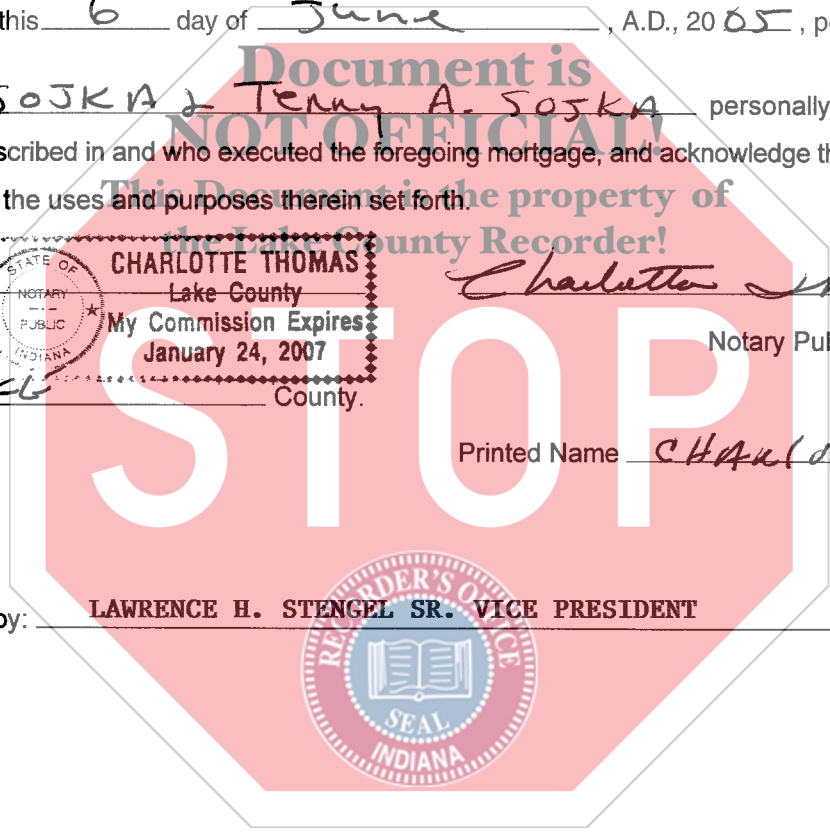 this 6 day of June, A.D., 20 05, p
Document is
SOJKA & Terry A. SOJKA personally
NOT OFFICIAL!
scribed in and who executed the foregoing mortgage, and acknowledge th
This Document is the property of
the uses and purposes therein set forth.
the Lake County Recorder!
STATE OF
NOTARY
PUBLIC
INDIANA
CHARLOTTE THOMAS
Lake County
My Commission Expires
January 24, 2007
Charlotte
Notary Pub
County.
STOP
Printed Name
by: LAWRENCE H. STENGEL SR. VICE PRESIDENT
RECORDER'S OFFICE
SEAL
INDIANA